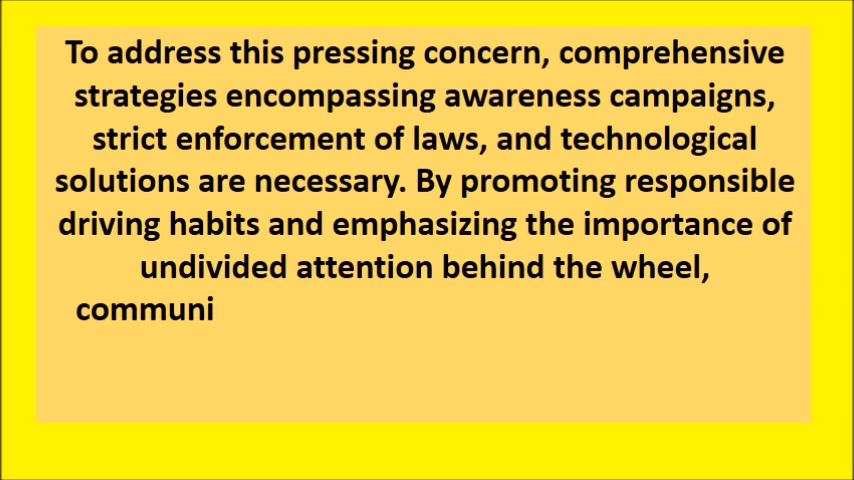 To address this pressing concern, comprehensive
strategies encompassing awareness campaigns,
strict enforcement of laws, and technological
solutions are necessary. By promoting responsible
driving habits and emphasizing the importance of
undivided attention behind the wheel,
communi